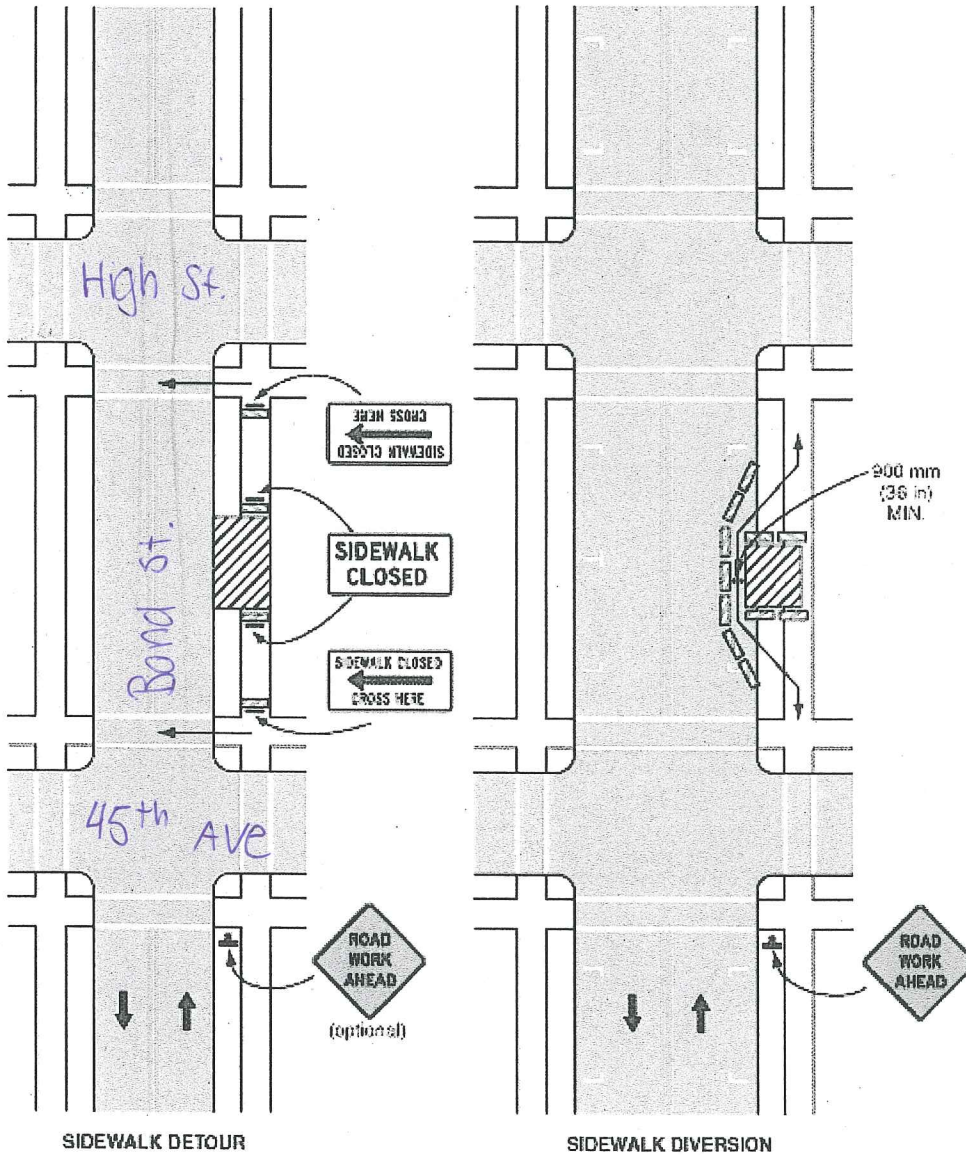 High St.
CROSS HERE
SIDEWALK CLOSED
SIDEWALK
CLOSED
Bond St.
SIDEWALK CLOSED
CROSS HERE
45th Ave
ROAD
WORK
AHEAD
(optional)
SIDEWALK DETOUR
900 mm
(36 in)
MIN.
ROAD
WORK
AHEAD
SIDEWALK DIVERSION